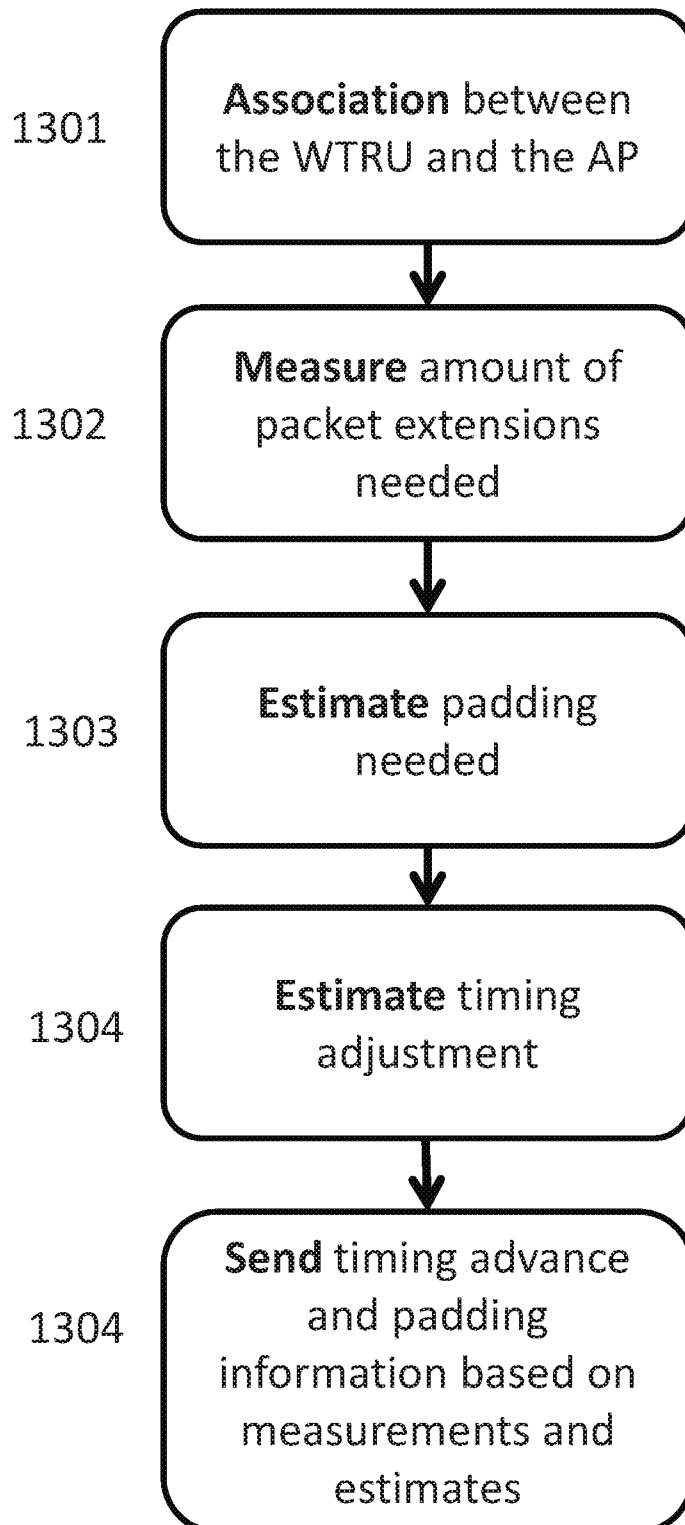 1301
Association between
the WTRU and the AP
1302
Measure amount of
packet extensions
needed
1303
Estimate padding
needed
1304
Estimate timing
adjustment
1304
Send timing advance
and padding
information based on
measurements and
estimates